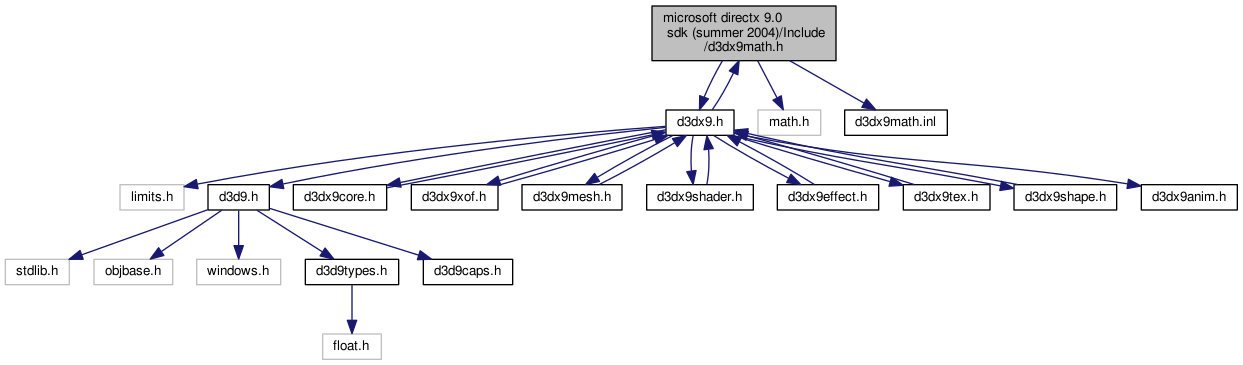 microsoft directx 9.0
sdk (summer 2004)/Include
/d3dx9math.h
d3dx9.h
math.h
d3dx9math.inl
limits.h
d3d9.h
d3dx9core.h
d3dx9xof.h
d3dx9mesh.h
d3dx9shader.h
d3dx9effect.h
d3dx9tex.h
d3dx9shape.h
d3dx9anim.h
stdlib.h
objbase.h
windows.h
d3d9types.h
d3d9caps.h
float.h